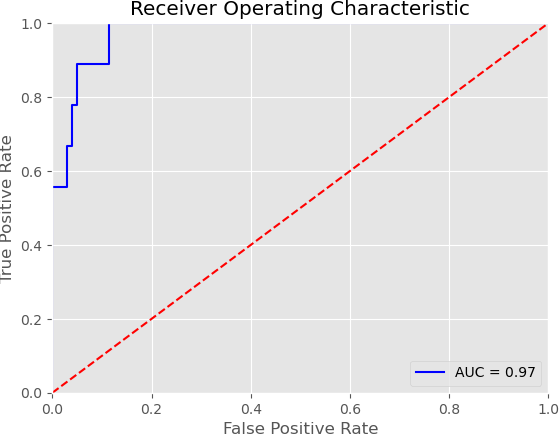 Receiver Operating Characteristic
True Positive Rate
1.0
0.8
0.6
0.4
0.2
0.0
0.0 0.2 0.4 0.6 0.8 1.0
False Positive Rate
AUC = 0.97